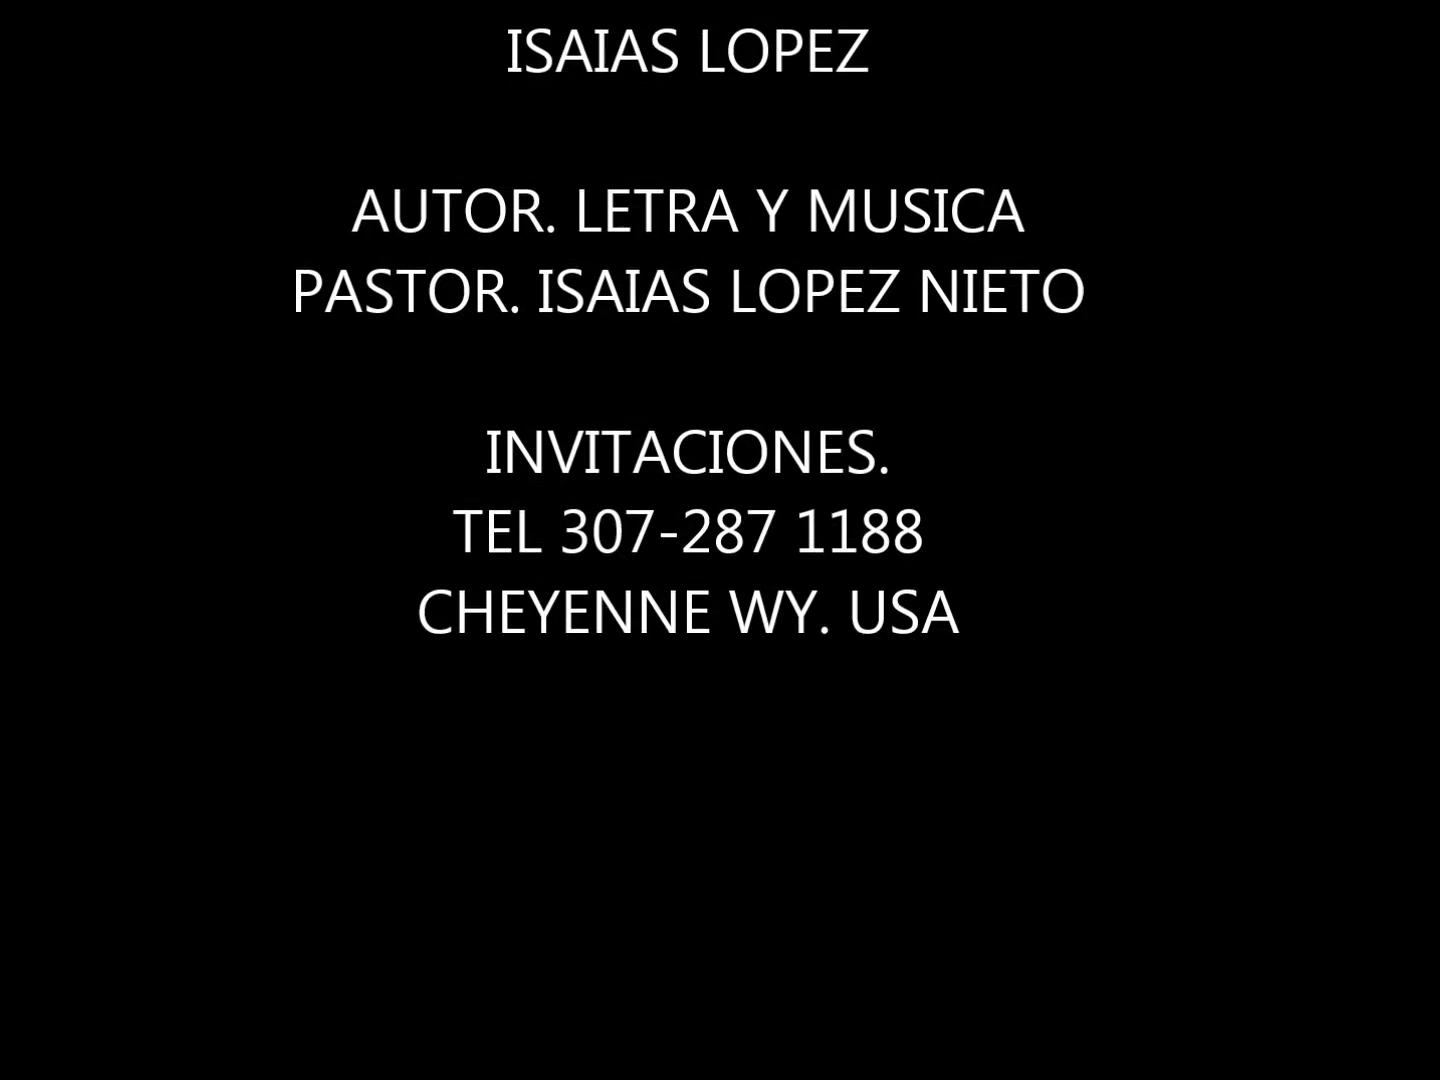 ISAIAS LOPEZ
AUTOR. LETRA Y MUSICA
PASTOR. ISAIAS LOPEZ NIETO
INVITACIONES.
TEL 307-287 1188
CHEYENNE WY. USA